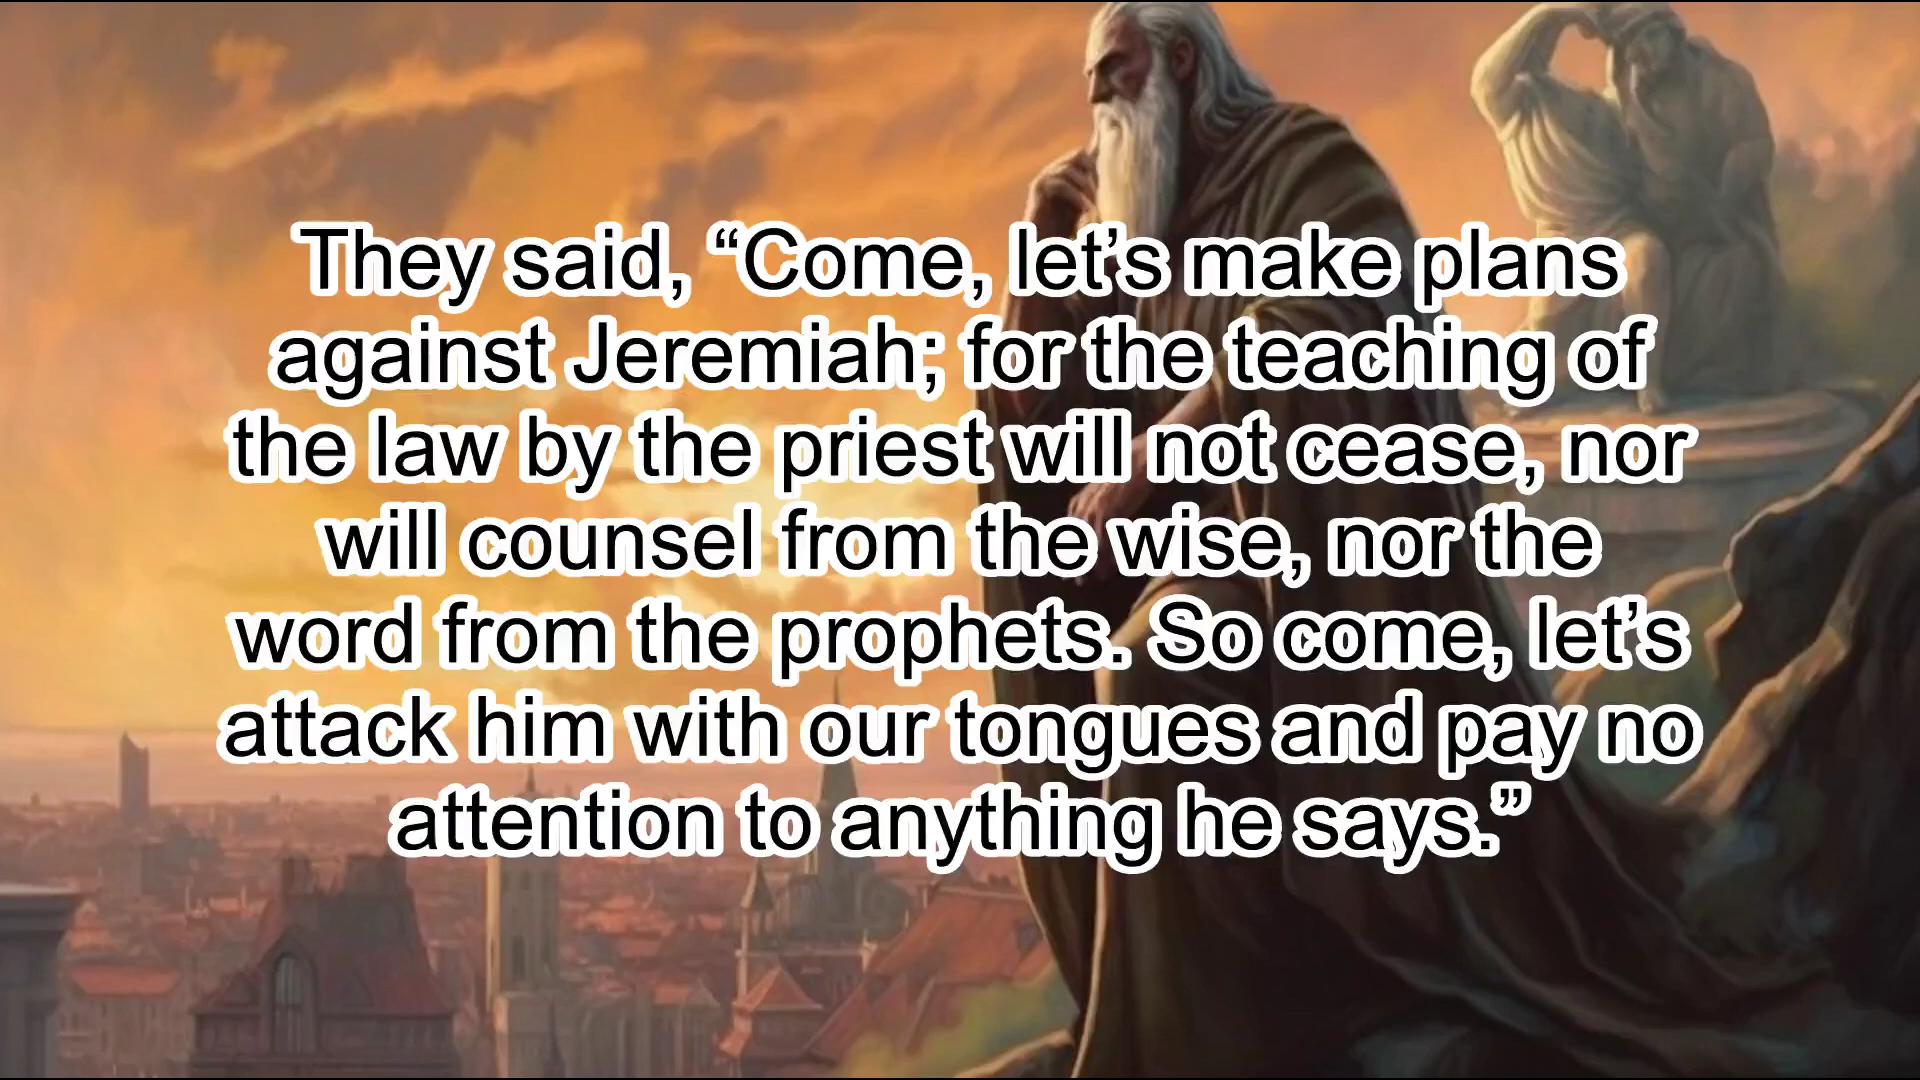 They said, “Come, let’s make plans
against Jeremiah; for the teaching of
the law by the priest will not cease, nor
will counsel from the wise, nor the
word from the prophets. So come, let’s
attack him with our tongues and pay no
attention to anything he says.”